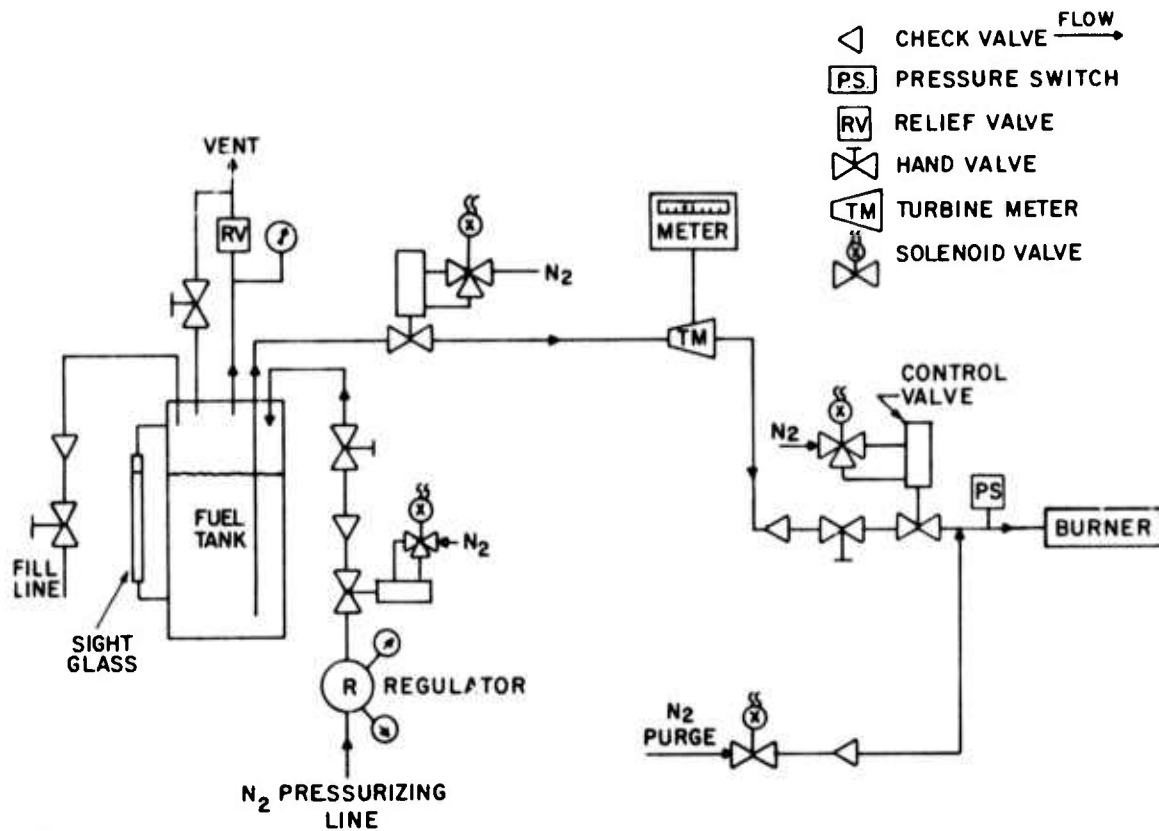 FLOW
CHECK VALVE
P.S. PRESSURE SWITCH
RV RELIEF VALVE
HAND VALVE
TM TURBINE METER
X SOLENOID VALVE
VENT
RV
X
N2
METER
TM
CONTROL
VALVE
X
N2
PS
BURNER
FUEL
TANK
X
N2
FILL
LINE
SIGHT
GLASS
R REGULATOR
N2
PURGE
X
N2 PRESSURIZING
LINE